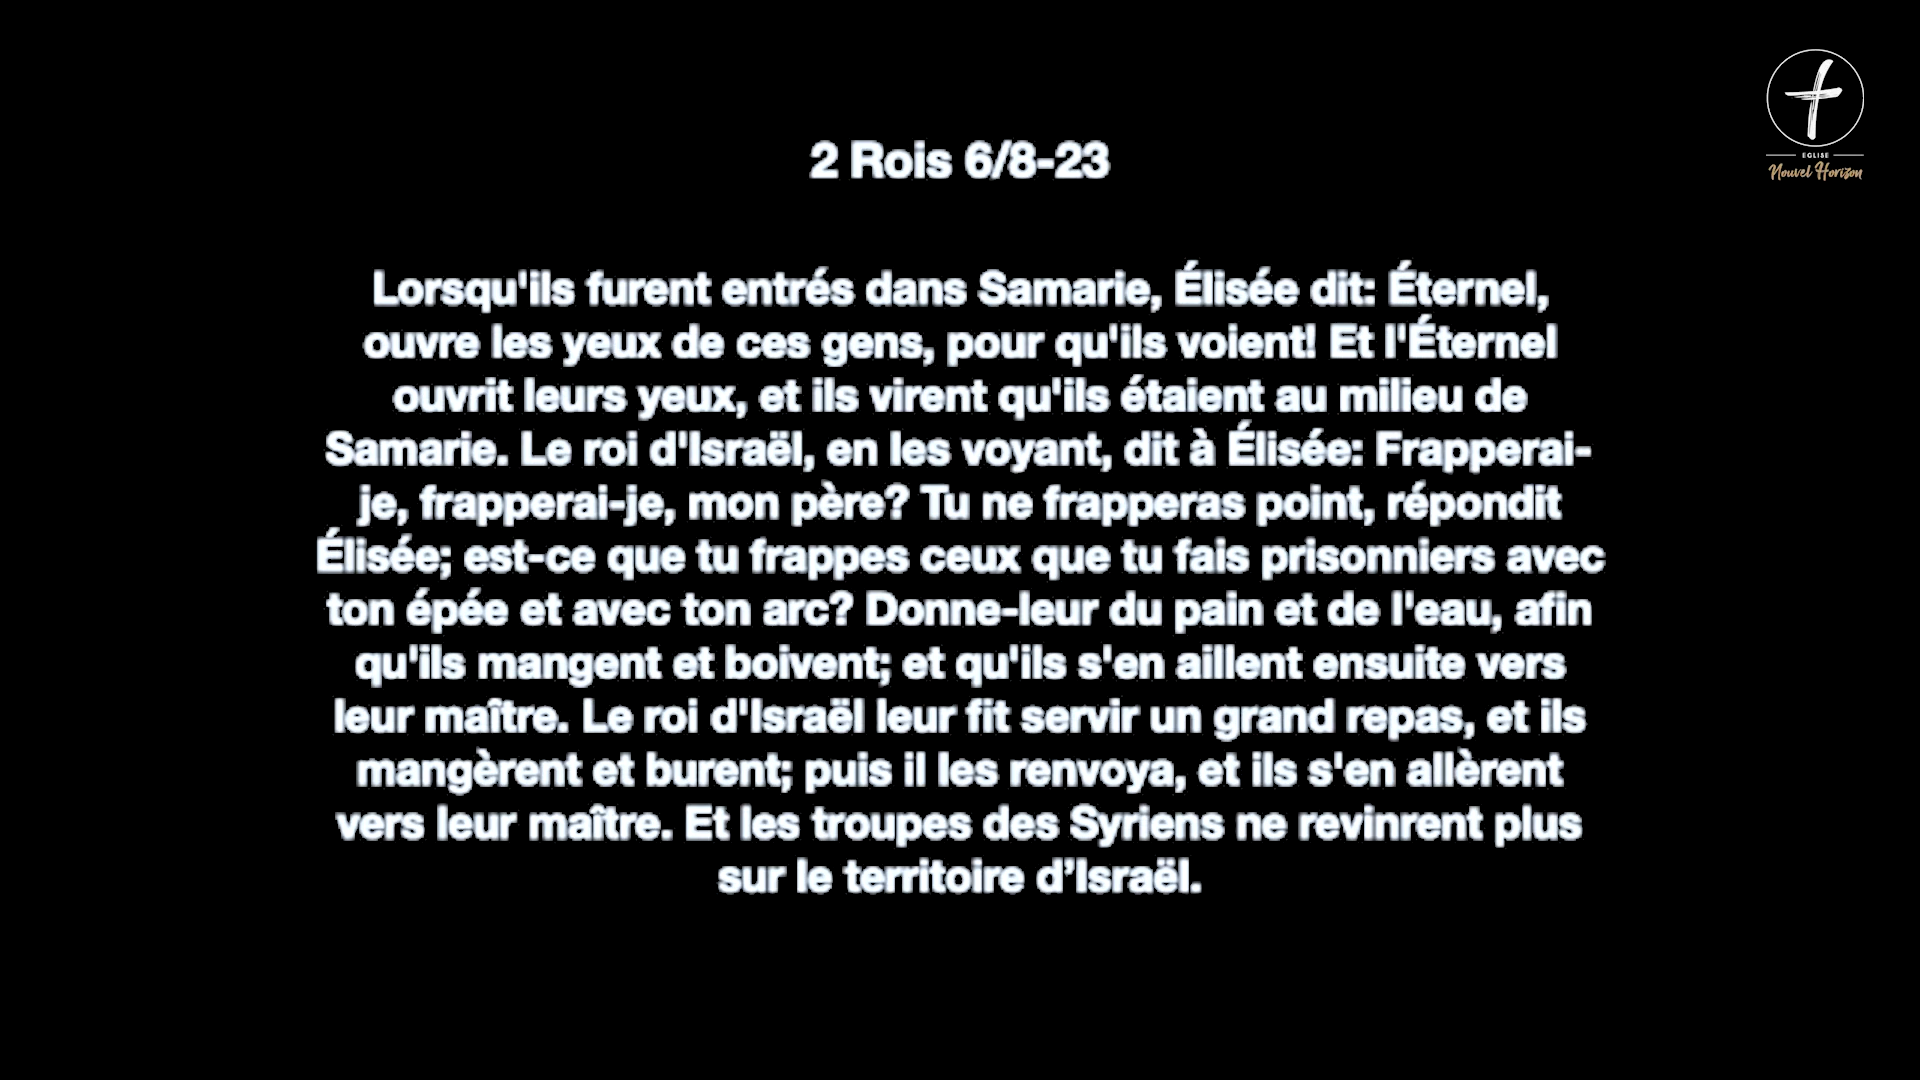 2 Rois 6/8-23
EGLISE
Nouvel Horizon
Lorsqu'ils furent entrés dans Samarie, Élisée dit: Éternel,
ouvre les yeux de ces gens, pour qu'ils voient! Et l'Éternel
ouvrit leurs yeux, et ils virent qu'ils étaient au milieu de
Samarie. Le roi d'Israël, en les voyant, dit à Élisée: Frapperai-
je, frapperai-je, mon père? Tu ne frapperas point, répondit
Élisée; est-ce que tu frappes ceux que tu fais prisonniers avec
ton épée et avec ton arc? Donne-leur du pain et de l'eau, afin
qu'ils mangent et boivent; et qu'ils s'en aillent ensuite vers
leur maître. Le roi d'Israël leur fit servir un grand repas, et ils
mangèrent et burent; puis il les renvoya, et ils s'en allèrent
vers leur maître. Et les troupes des Syriens ne revinrent plus
sur le territoire d’Israël.